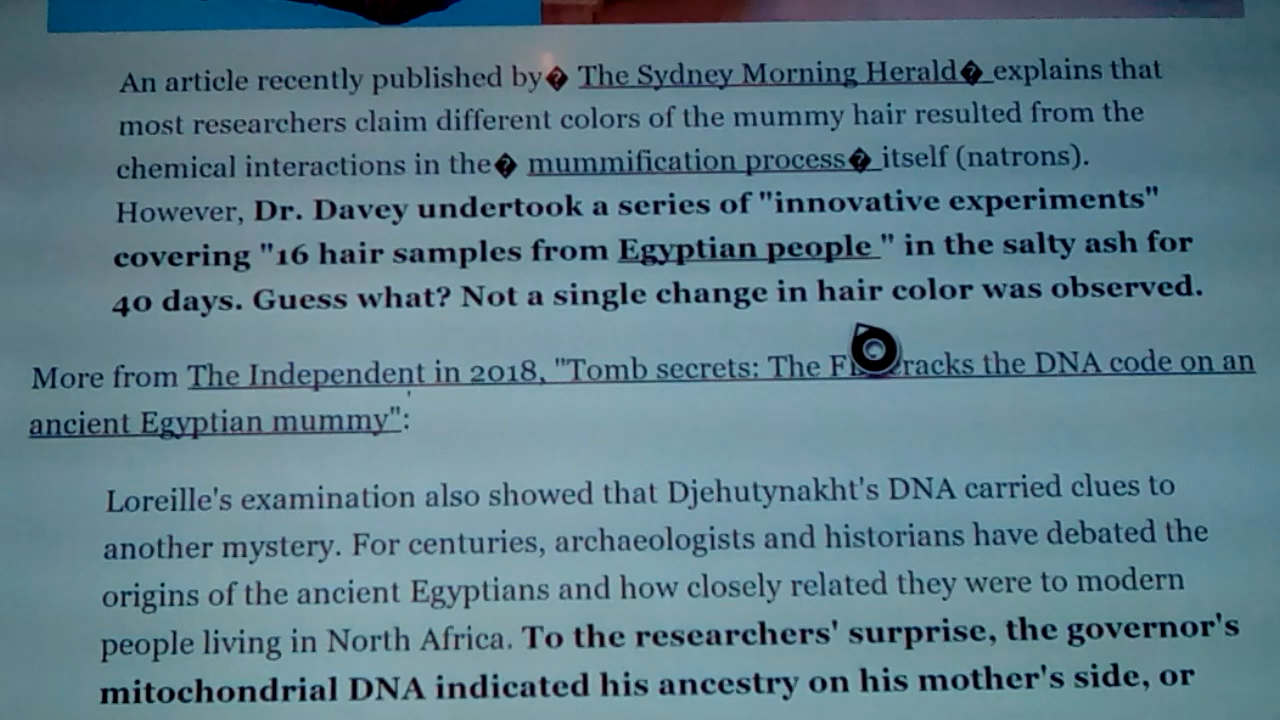 An article recently published by� The Sydney Morning Herald� explains that
most researchers claim different colors of the mummy hair resulted from the
chemical interactions in the� mummification process� itself (natrons).
However, Dr. Davey undertook a series of "innovative experiments"
covering "16 hair samples from Egyptian people " in the salty ash for
40 days. Guess what? Not a single change in hair color was observed.
More from The Independent in 2018, "Tomb secrets: The the DNA code on an
ancient Egyptian mummy":
Loreille's examination also showed that Djehutynakht's DNA carried clues to
another mystery. For centuries, archaeologists and historians have debated the
origins of the ancient Egyptians and how closely related they were to modern
people living in North Africa. To the researchers' surprise, the governor's
mitochondrial DNA indicated his ancestry on his mother's side, or